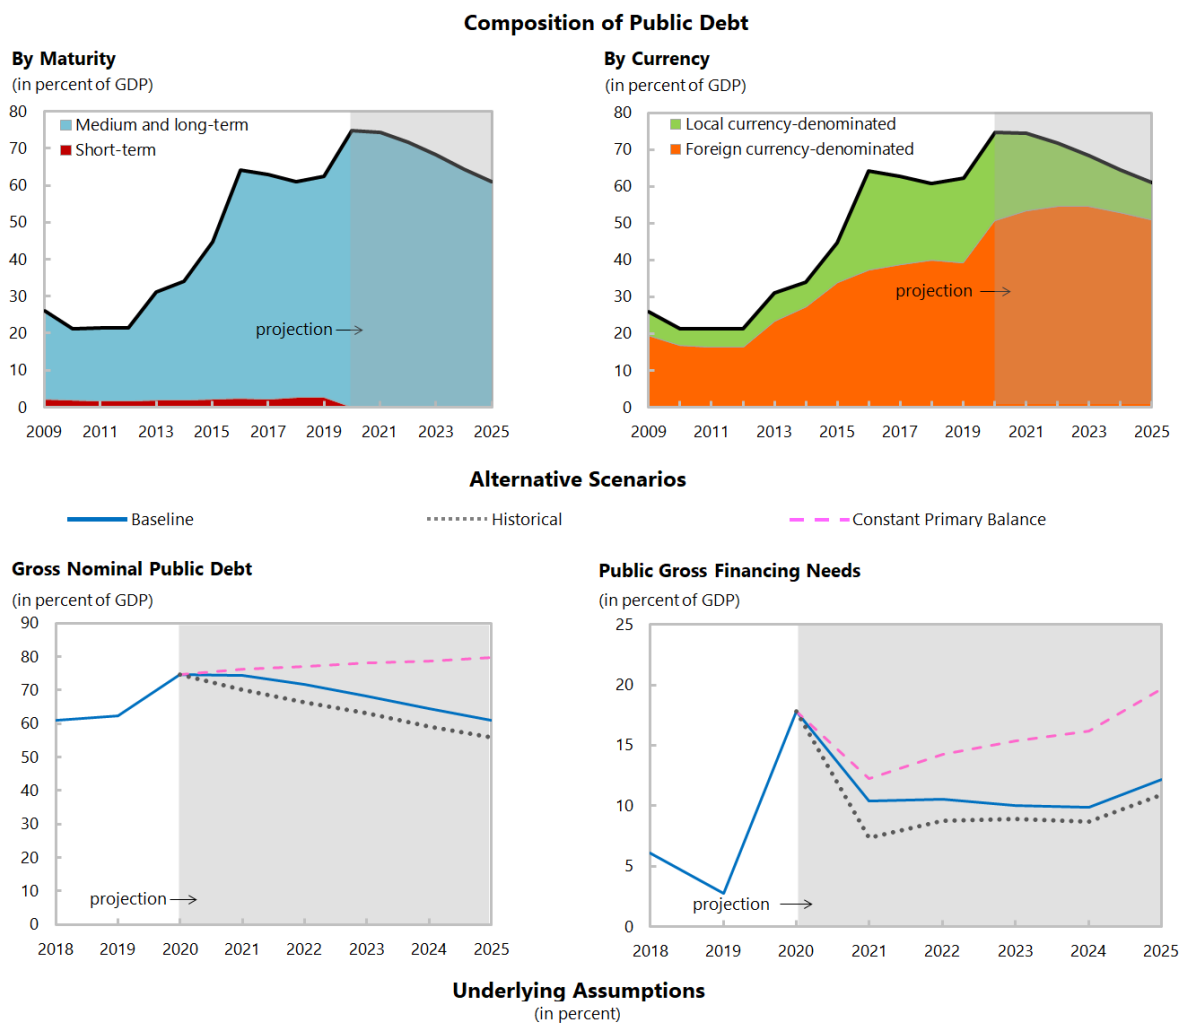 Composition of Public Debt
By Maturity
(in percent of GDP)
80
70
60
50
40
30
20
10
0
Medium and long-term
Short-term
projection
2009 2011 2013 2015 2017 2019 2021 2023 2025
By Currency
(in percent of GDP)
80
70
60
50
40
30
20
10
0
Local currency-denominated
Foreign currency-denominated
projection
2009 2011 2013 2015 2017 2019 2021 2023 2025
Alternative Scenarios
Baseline
Historical
Constant Primary Balance
Gross Nominal Public Debt
(in percent of GDP)
90
80
70
60
50
40
30
20
10
0
projection
2018 2019 2020 2021 2022 2023 2024 2025
Public Gross Financing Needs
(in percent of GDP)
25
20
15
10
5
0
projection
2018 2019 2020 2021 2022 2023 2024 2025
Underlying Assumptions
(in percent)